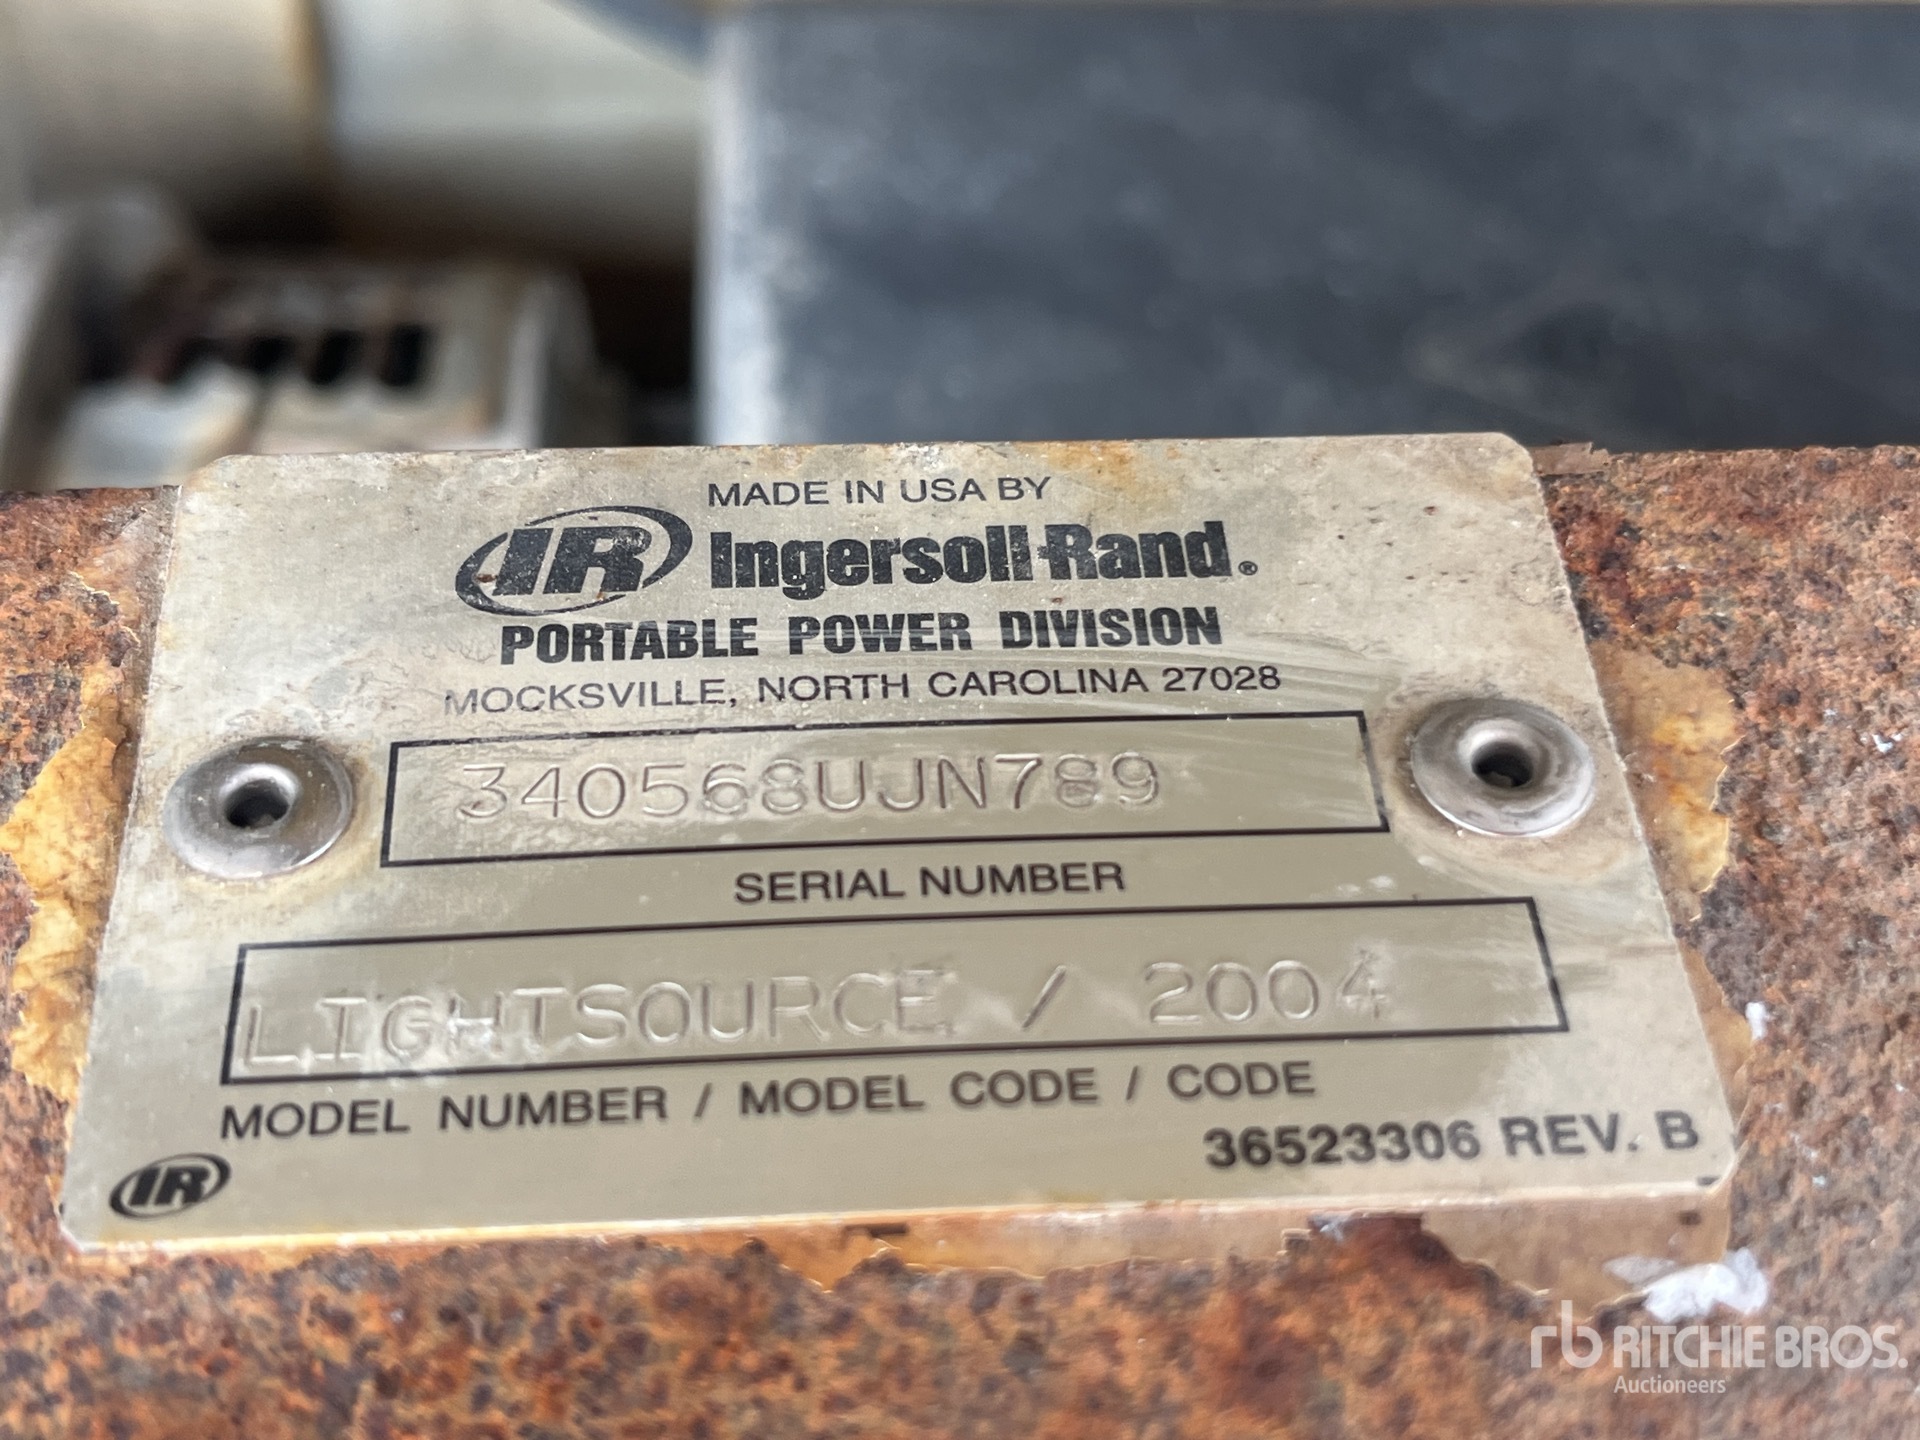 MADE IN USA BY
IR Ingersoll-Rand®
PORTABLE POWER DIVISION
MOCKSVILLE, NORTH CAROLINA 27028
340568UJN789
SERIAL NUMBER
LIGHTSOURCE / 2004
MODEL NUMBER / MODEL CODE / CODE
36523306 REV. B
IR
rb RITCHIE BROS.
Auctioneers